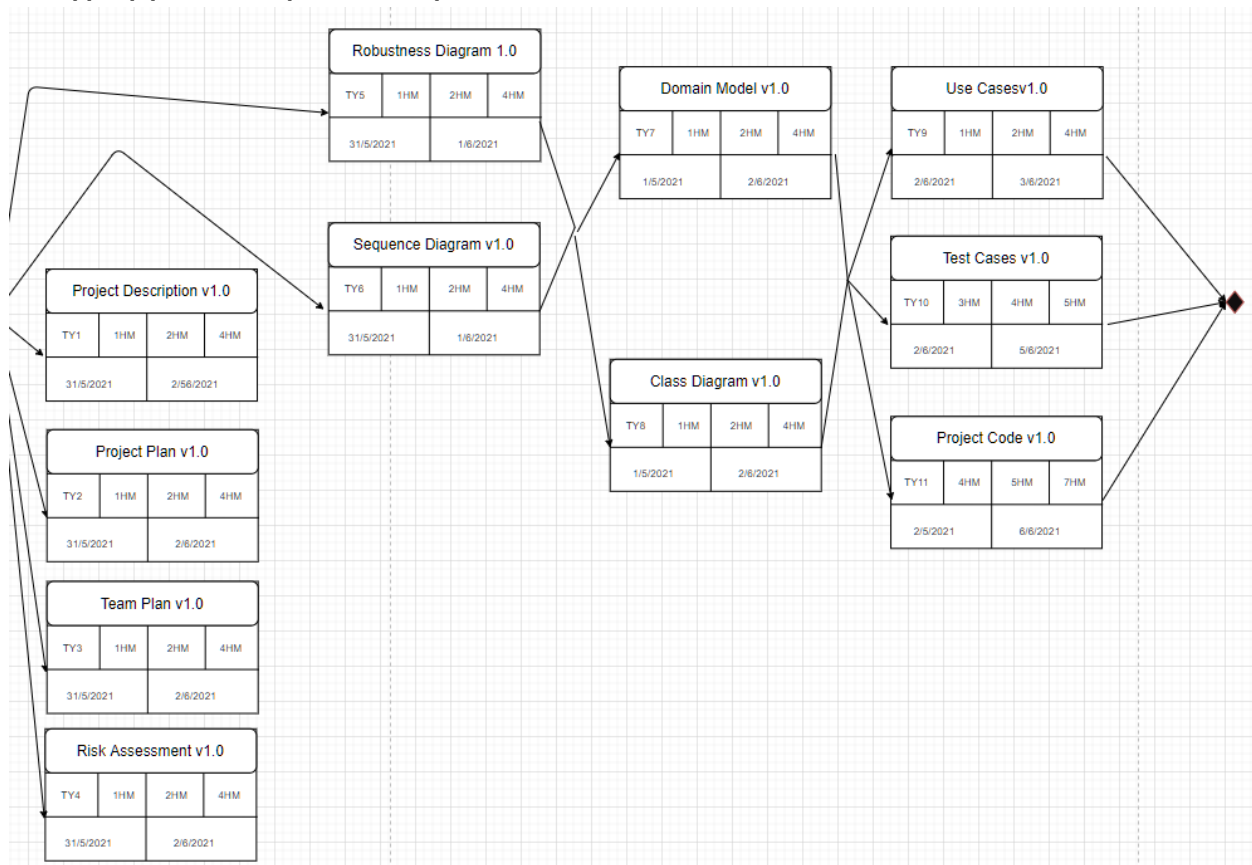 Robustness Diagram 1.0
TY5 1HM 2HM 4HM
31/5/2021 1/6/2021
Sequence Diagram v1.0
TY6 1HM 2HM 4HM
31/5/2021 1/6/2021
Project Description v1.0
TY1 1HM 2HM 4HM
31/5/2021 2/56/2021
Project Plan v1.0
TY2 1HM 2HM 4HM
31/5/2021 2/6/2021
Team Plan v1.0
TY3 1HM 2HM 4HM
31/5/2021 2/6/2021
Risk Assessment v1.0
TY4 1HM 2HM 4HM
31/5/2021 2/6/2021
Domain Model v1.0
TY7 1HM 2HM 4HM
1/5/2021 2/6/2021
Class Diagram v1.0
TY8 1HM 2HM 4HM
1/5/2021 2/6/2021
Use Casesv1.0
TY9 1HM 2HM 4HM
2/6/2021 3/6/2021
Test Cases v1.0
TY10 3HM 4HM 5HM
2/6/2021 5/6/2021
Project Code v1.0
TY11 4HM 5HM 7HM
2/5/2021 6/6/2021